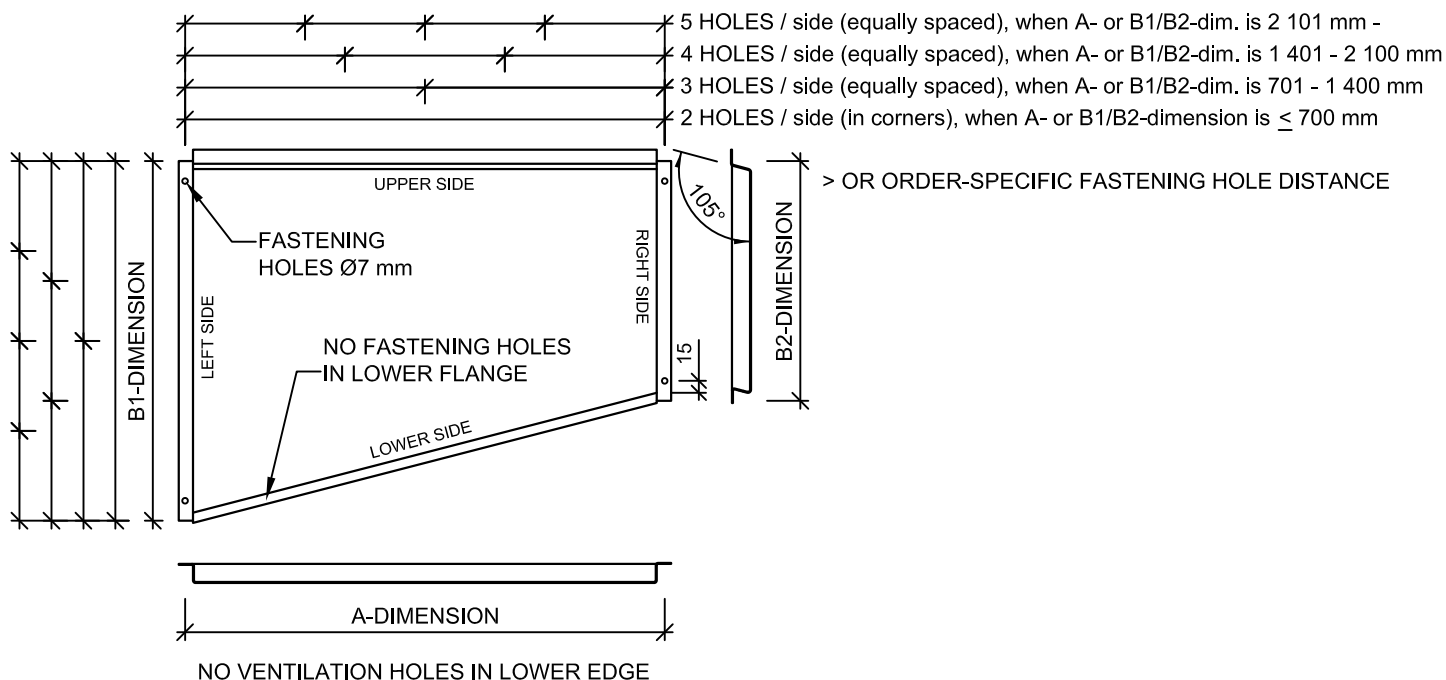 5 HOLES / side (equally spaced), when A- or B1/B2-dim. is 2 101 mm -
4 HOLES / side (equally spaced), when A- or B1/B2-dim. is 1 401 - 2 100 mm
3 HOLES / side (equally spaced), when A- or B1/B2-dim. is 701 - 1 400 mm
2 HOLES / side (in corners), when A- or B1/B2-dimension is ≤ 700 mm
> OR ORDER-SPECIFIC FASTENING HOLE DISTANCE
UPPER SIDE
105°
FASTENING
HOLES Ø7 mm
RIGHT SIDE
B2-DIMENSION
B1-DIMENSION
LEFT SIDE
NO FASTENING HOLES
IN LOWER FLANGE
15
LOWER SIDE
A-DIMENSION
NO VENTILATION HOLES IN LOWER EDGE